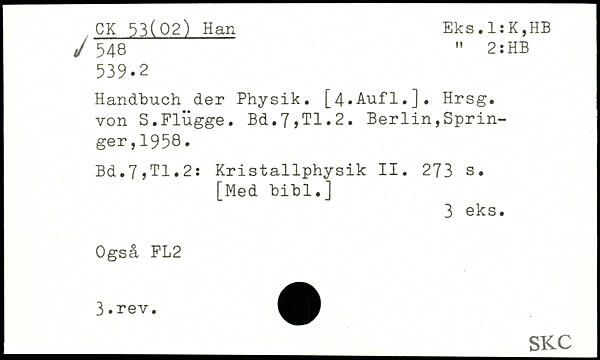 CK 53(02) Han Eks.1:K,HB
548 " 2:HB
539.2
Handbuch der Physik. [4.Aufl.]. Hrsg.
von S.Flügge. Bd.7,Tl.2. Berlin,Sprin-
ger,1958.
Bd.7,Tl.2: Kristallphysik II. 273 s.
[Med bibl.]
3 eks.
Også FL2
3.rev.
SKC